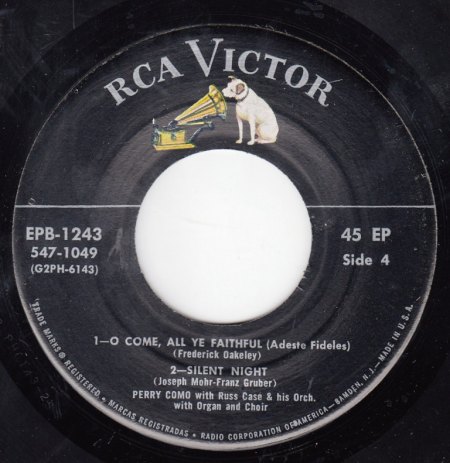 RCA VICTOR
EPB-1243
547-1049
(G2PH-6143)
45 EP
Side 4
1—O COME, ALL YE FAITHFUL (Adeste Fideles)
(Frederick Oakeley)
2—SILENT NIGHT
(Joseph Mohr-Franz Gruber)
PERRY COMO with Russ Case & his Orch.
with Organ and Choir
TRADE MARKS ® REGISTERED. • MARCAS REGISTRADAS • RADIO CORPORATION OF AMERICA—CAMDEN, N.J.—MADE IN U.S.A.